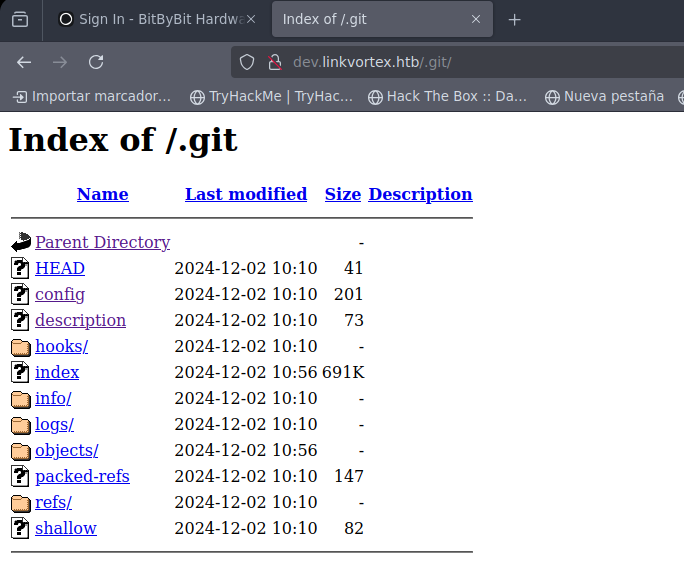 Sign In - BitByBit Hardwa
Index of /.git
dev.linkvortex.htb/.git/
Importar marcador… TryHackMe | TryHac… Hack The Box :: Da… Nueva pestaña
Index of /.git
Name Last modified Size Description
Parent Directory -
HEAD 2024-12-02 10:10 41
config 2024-12-02 10:10 201
description 2024-12-02 10:10 73
hooks/ 2024-12-02 10:10 -
index 2024-12-02 10:56 691K
info/ 2024-12-02 10:10 -
logs/ 2024-12-02 10:10 -
objects/ 2024-12-02 10:56 -
packed-refs 2024-12-02 10:10 147
refs/ 2024-12-02 10:10 -
shallow 2024-12-02 10:10 82